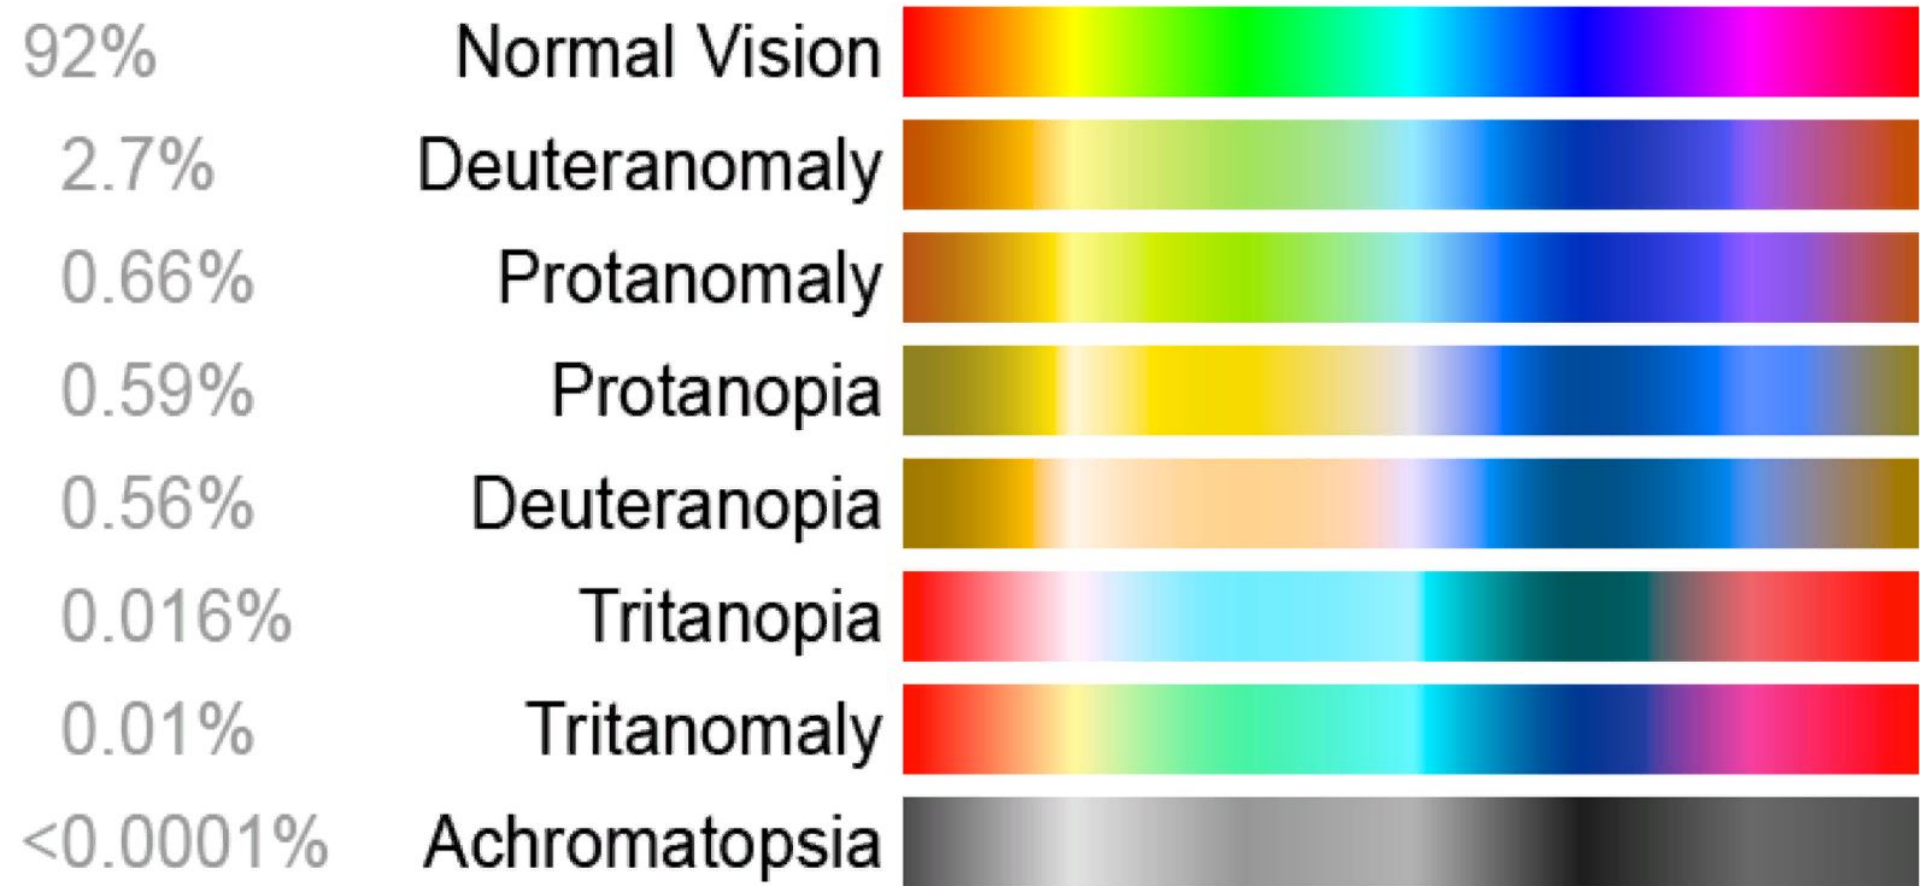 92% Normal Vision
2.7% Deuteranomaly
0.66% Protanomaly
0.59% Protanopia
0.56% Deuteranopia
0.016% Tritanopia
0.01% Tritanomaly
<0.0001% Achromatopsia